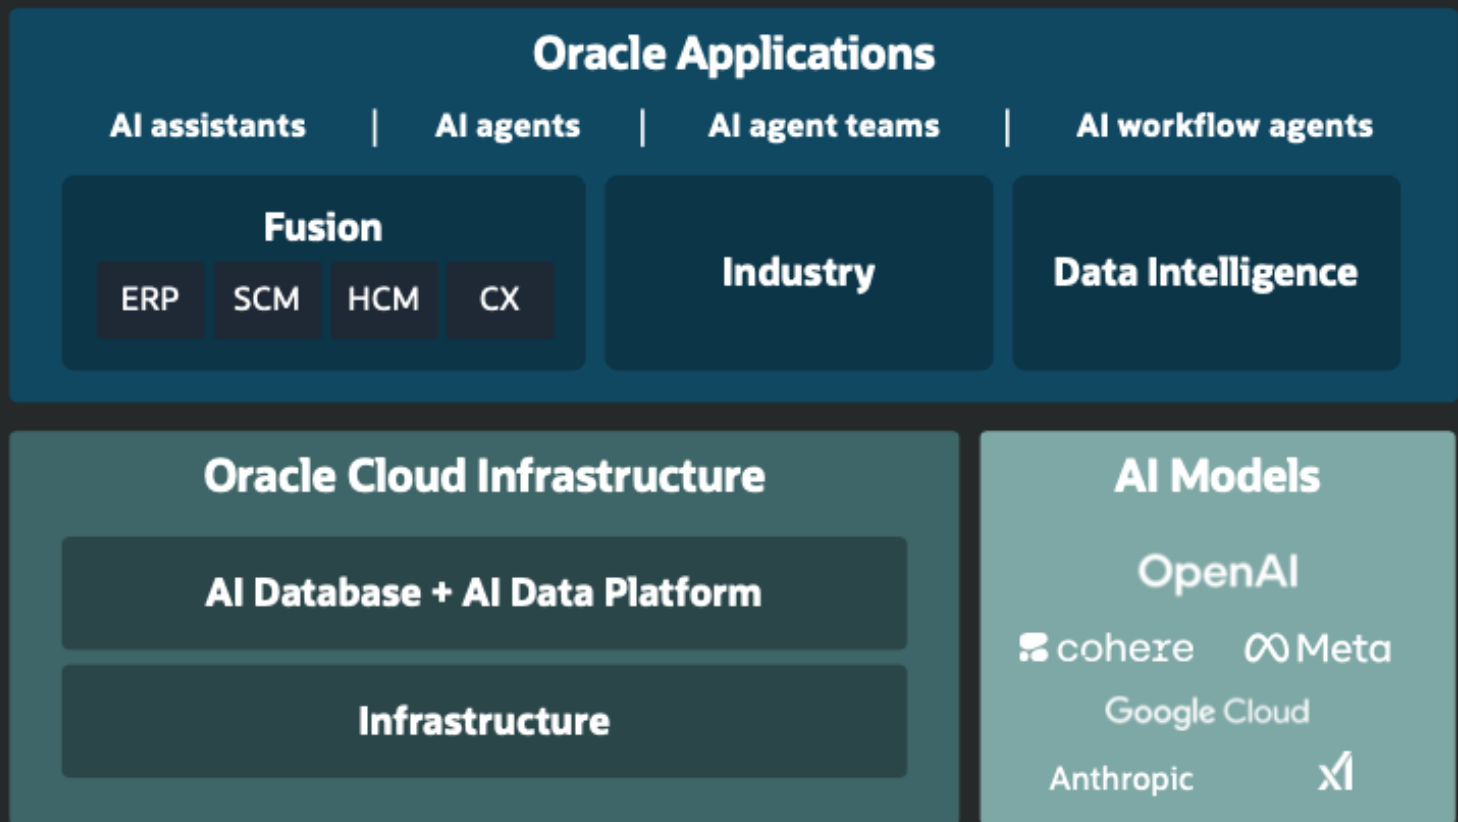 Oracle Applications
AI assistants | AI agents | AI agent teams | AI workflow agents
Fusion
ERP SCM HCM CX
Industry
Data Intelligence
Oracle Cloud Infrastructure
AI Database + AI Data Platform
Infrastructure
AI Models
OpenAI
cohere Meta
Google Cloud
Anthropic xAI